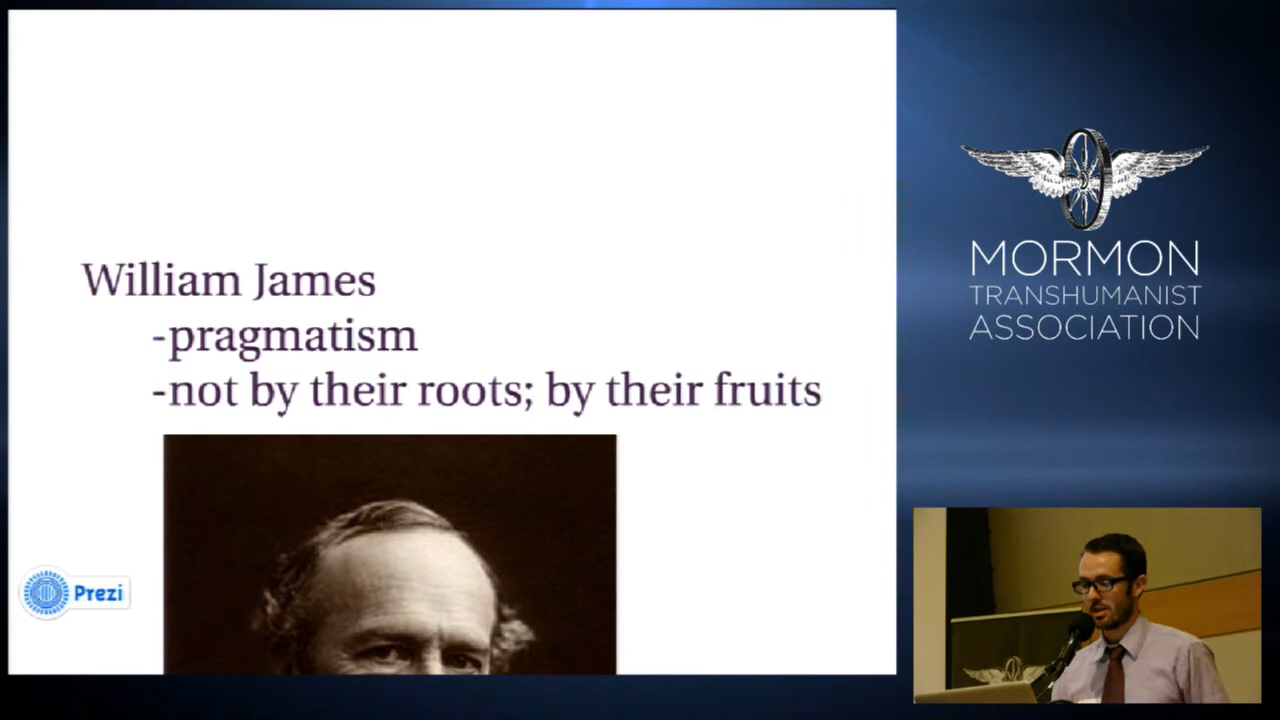 William James
-pragmatism
-not by their roots; by their fruits
Prezi
MORMON
TRANSHUMANIST
ASSOCIATION